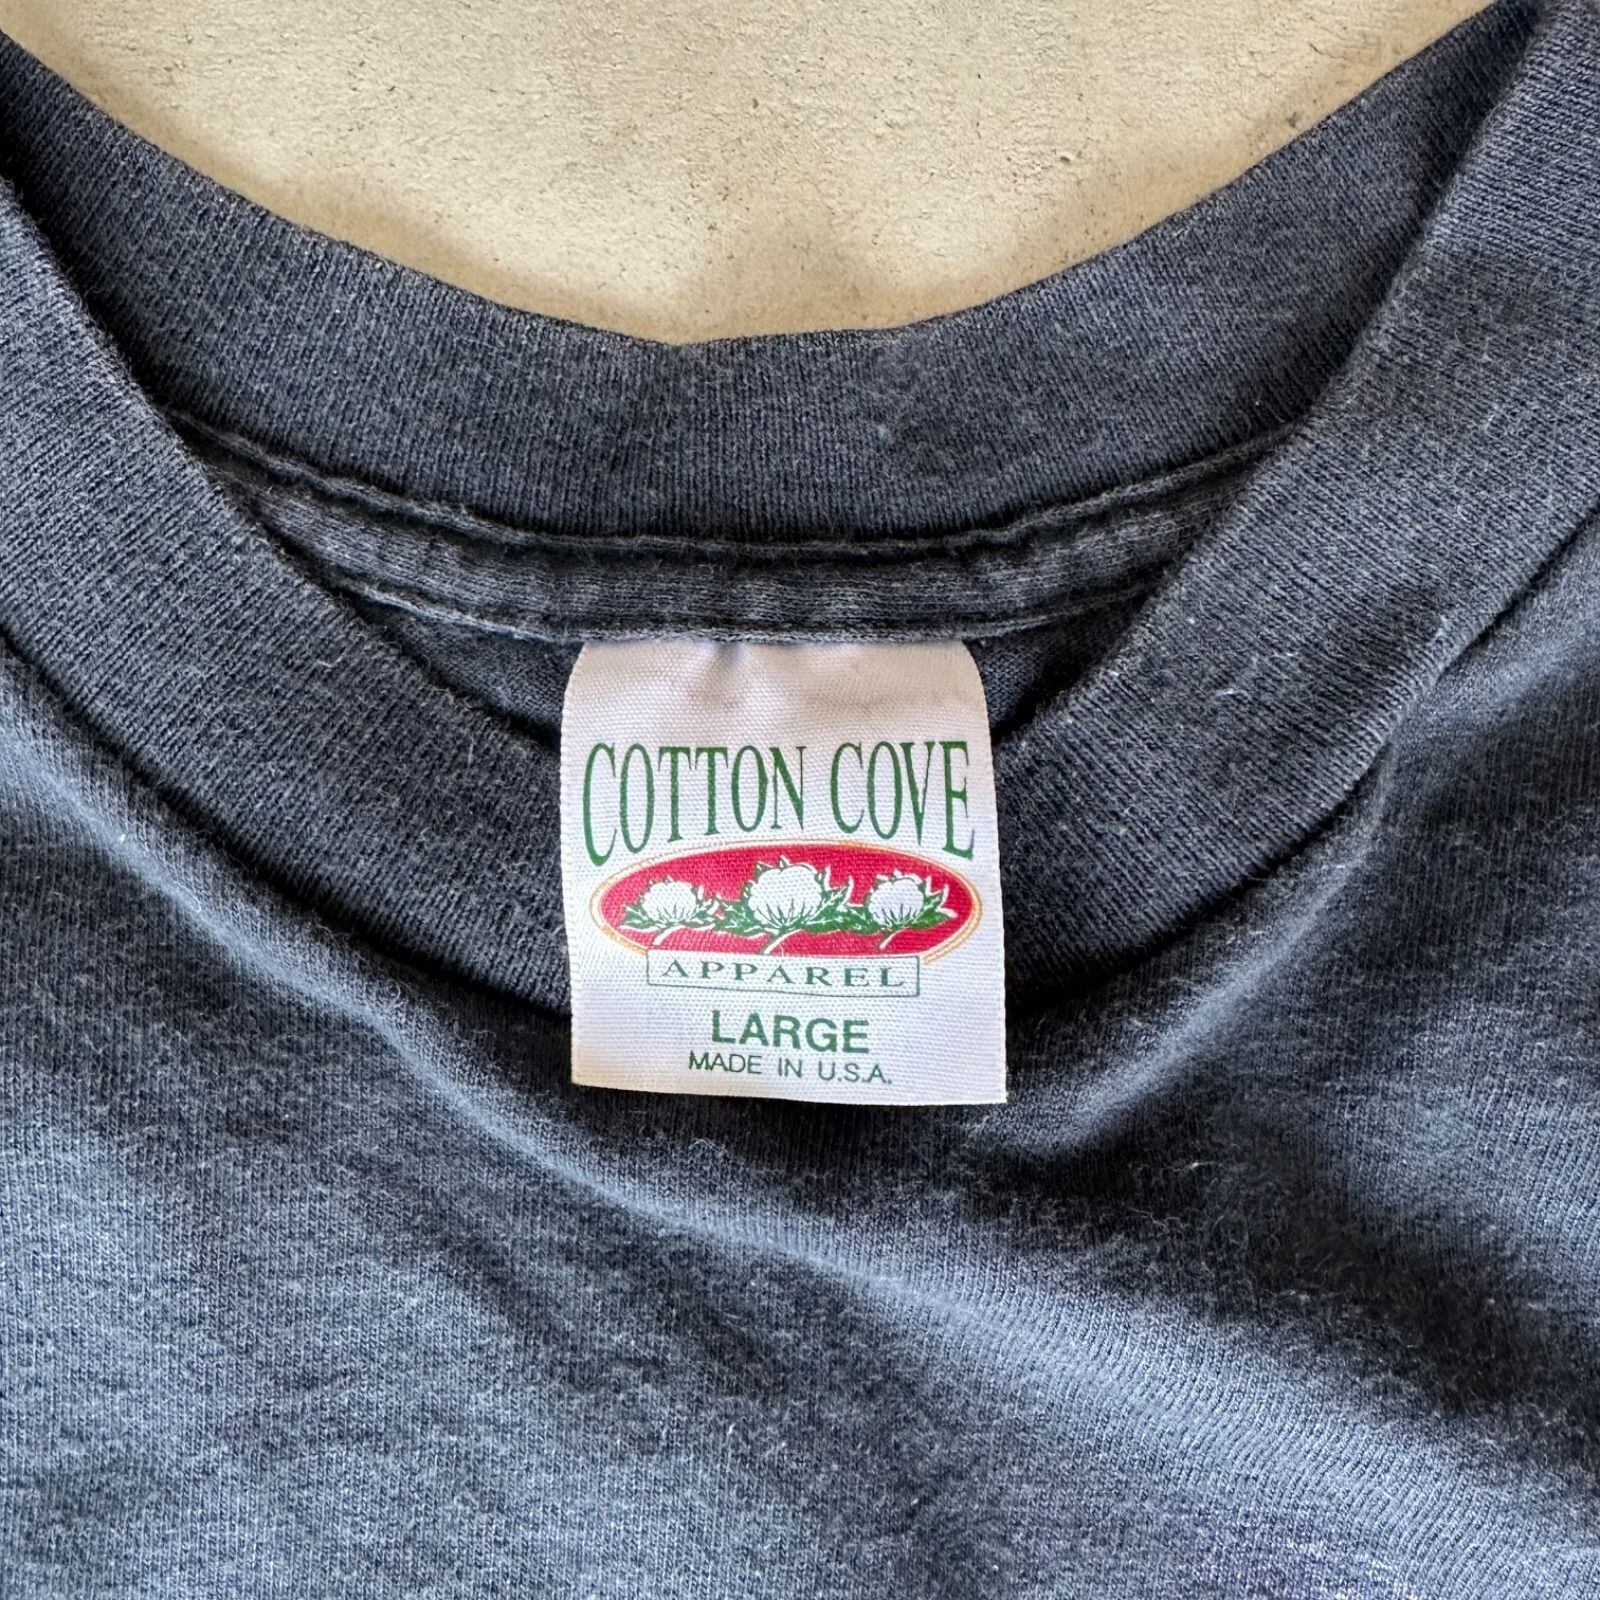 COTTON COVE
APPAREL
LARGE
MADE IN U.S.A.